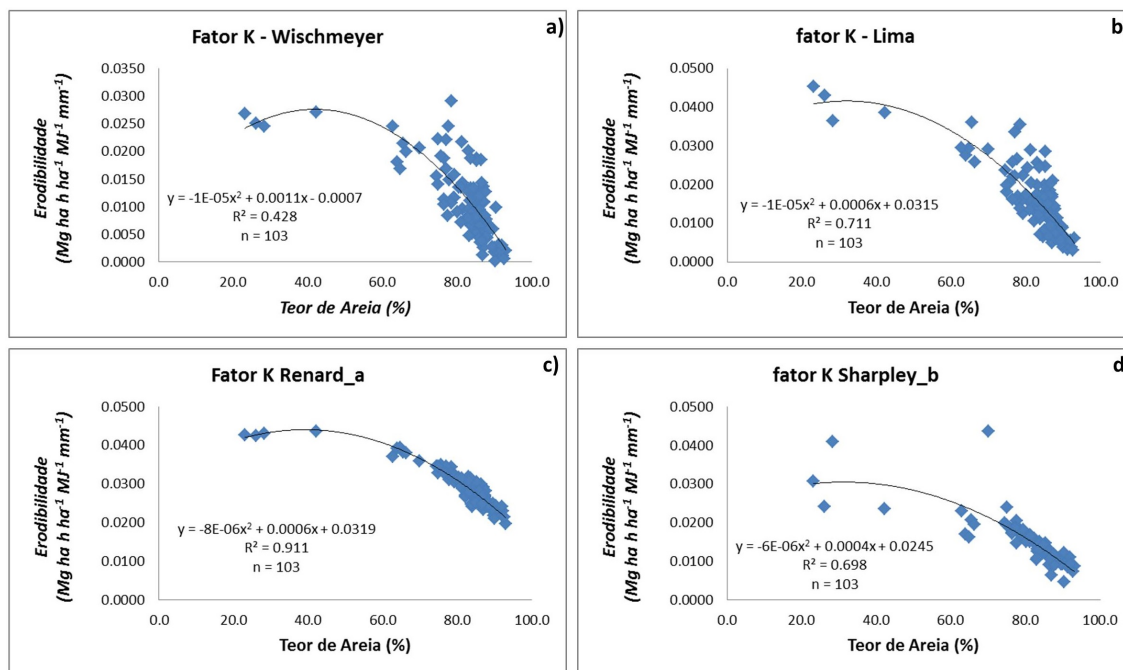 Fator K - Wischmeyer
a)
Erodibilidade
(Mg ha h ha⁻¹ MJ⁻¹ mm⁻¹)
0.0350
0.0300
0.0250
0.0200
0.0150
0.0100
0.0050
0.0000
y = -1E-05x² + 0.0011x - 0.0007
R² = 0.428
n = 103
0.0 20.0 40.0 60.0 80.0 100.0
Teor de Areia (%)
fator K - Lima
b)
Erodibilidade
(Mg ha h ha⁻¹ MJ⁻¹ mm⁻¹)
0.0500
0.0400
0.0300
0.0200
0.0100
0.0000
y = -1E-05x² + 0.0006x + 0.0315
R² = 0.711
n = 103
0.0 20.0 40.0 60.0 80.0 100.0
Teor de Areia (%)
Fator K Renard_a
c)
Erodibilidade
(Mg ha h ha⁻¹ MJ⁻¹ mm⁻¹)
0.0500
0.0400
0.0300
0.0200
0.0100
0.0000
y = -8E-06x² + 0.0006x + 0.0319
R² = 0.911
n = 103
0.0 20.0 40.0 60.0 80.0 100.0
Teor de Areia (%)
fator K Sharpley_b
d)
Erodibilidade
(Mg ha h ha⁻¹ MJ⁻¹ mm⁻¹)
0.0500
0.0400
0.0300
0.0200
0.0100
0.0000
y = -6E-06x² + 0.0004x + 0.0245
R² = 0.698
n = 103
0.0 20.0 40.0 60.0 80.0 100.0
Teor de Areia (%)